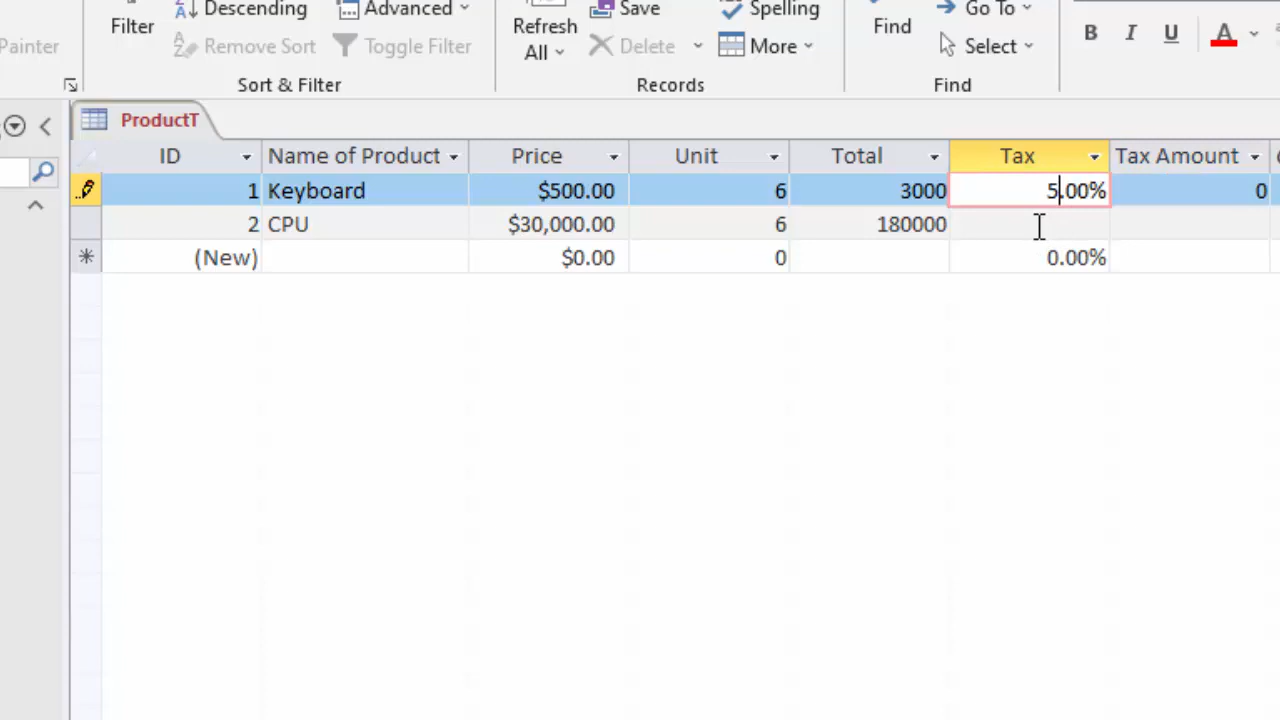 Descending Advanced Save Spelling Go To
Filter Refresh Find
Painter Remove Sort Toggle Filter All Delete More Select B I U A
Sort & Filter Records Find
ProductT
ID Name of Product Price Unit Total Tax Tax Amount
1 Keyboard $500.00 6 3000 5.00% 0
2 CPU $30,000.00 6 180000
* (New) $0.00 0 0.00%